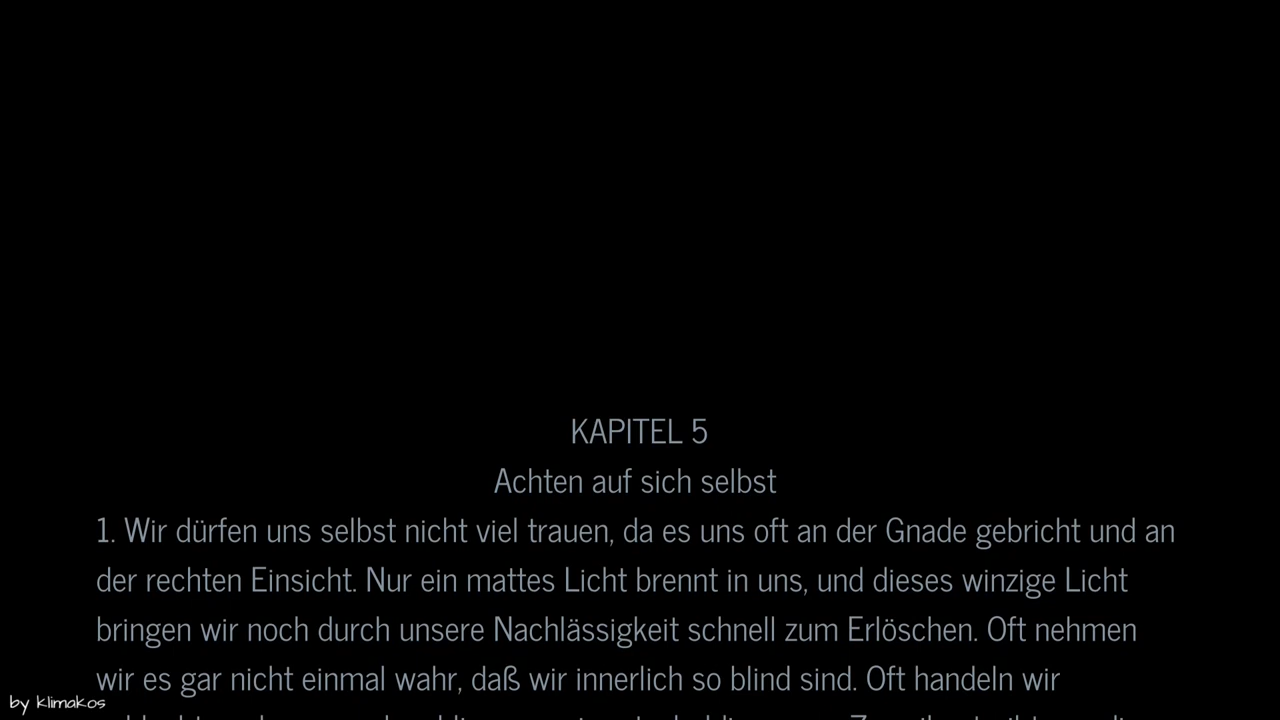 KAPITEL 5
Achten auf sich selbst
1. Wir dürfen uns selbst nicht viel trauen, da es uns oft an der Gnade gebricht und an
der rechten Einsicht. Nur ein mattes Licht brennt in uns, und dieses winzige Licht
bringen wir noch durch unsere Nachlässigkeit schnell zum Erlöschen. Oft nehmen
wir es gar nicht einmal wahr, daß wir innerlich so blind sind. Oft handeln wir
by klimakos